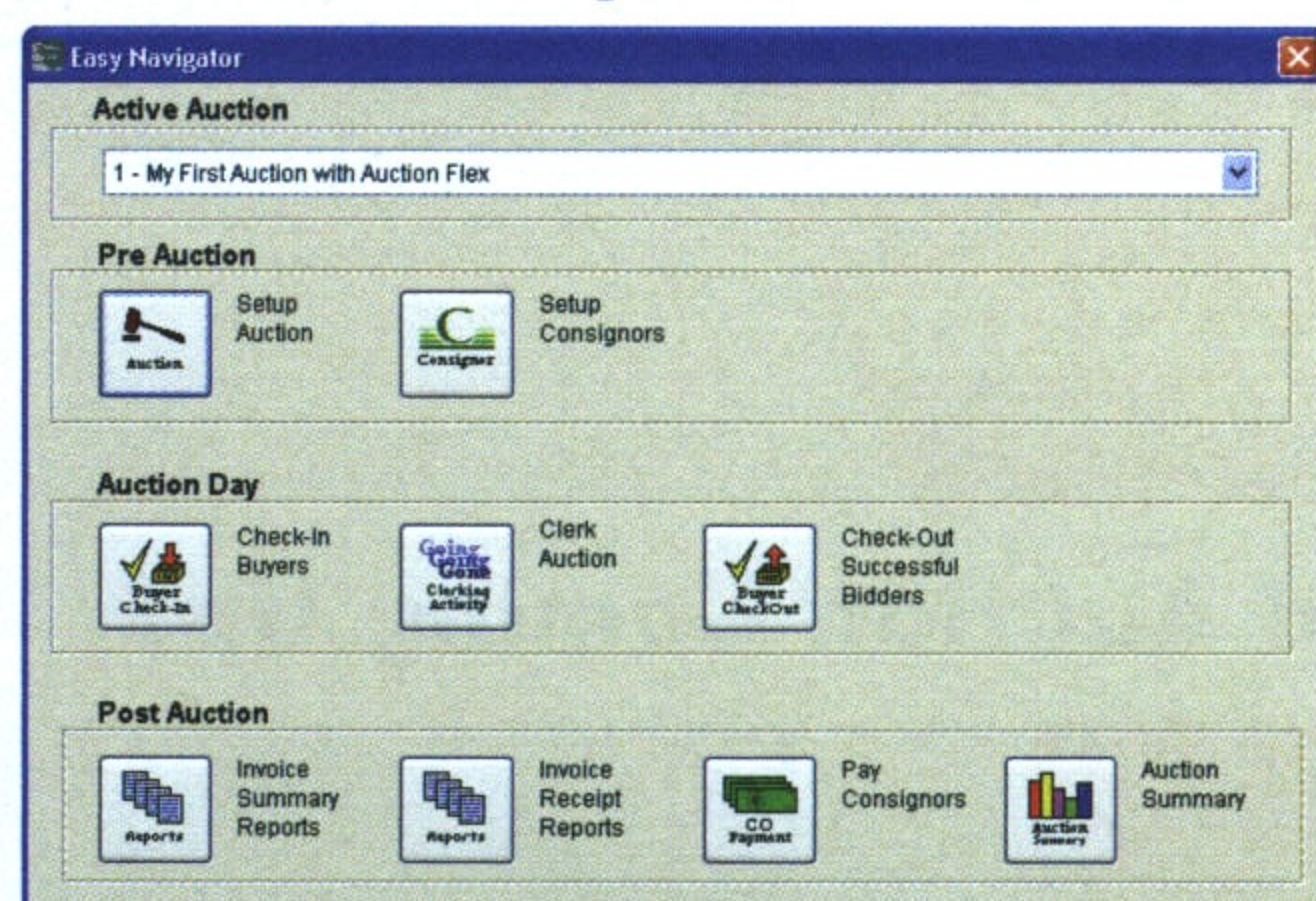 Easy Navigator
Active Auction
1 - My First Auction with Auction Flex
Pre Auction
Auction
Setup
Auction
Consignor
Setup
Consignors
Auction Day
Buyer
Check-In
Check-In
Buyers
Going
Going
Gone
Clerking
Activity
Clerk
Auction
Buyer
CheckOut
Check-Out
Successful
Bidders
Post Auction
Reports
Invoice
Summary
Reports
Reports
Invoice
Receipt
Reports
CO
Payment
Pay
Consignors
Auction
Summary
Auction
Summary